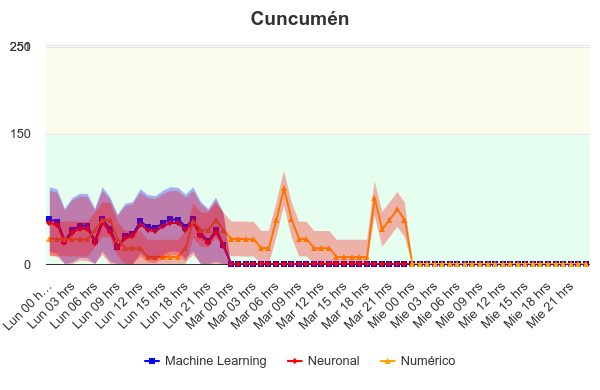 Cuncumén
250
150
0
Lun 00 h...
Lun 03 hrs
Lun 06 hrs
Lun 09 hrs
Lun 12 hrs
Lun 15 hrs
Lun 18 hrs
Lun 21 hrs
Mar 00 hrs
Mar 03 hrs
Mar 06 hrs
Mar 09 hrs
Mar 12 hrs
Mar 15 hrs
Mar 18 hrs
Mar 21 hrs
Mie 00 hrs
Mie 03 hrs
Mie 06 hrs
Mie 09 hrs
Mie 12 hrs
Mie 15 hrs
Mie 18 hrs
Mie 21 hrs
Machine Learning Neuronal Numérico